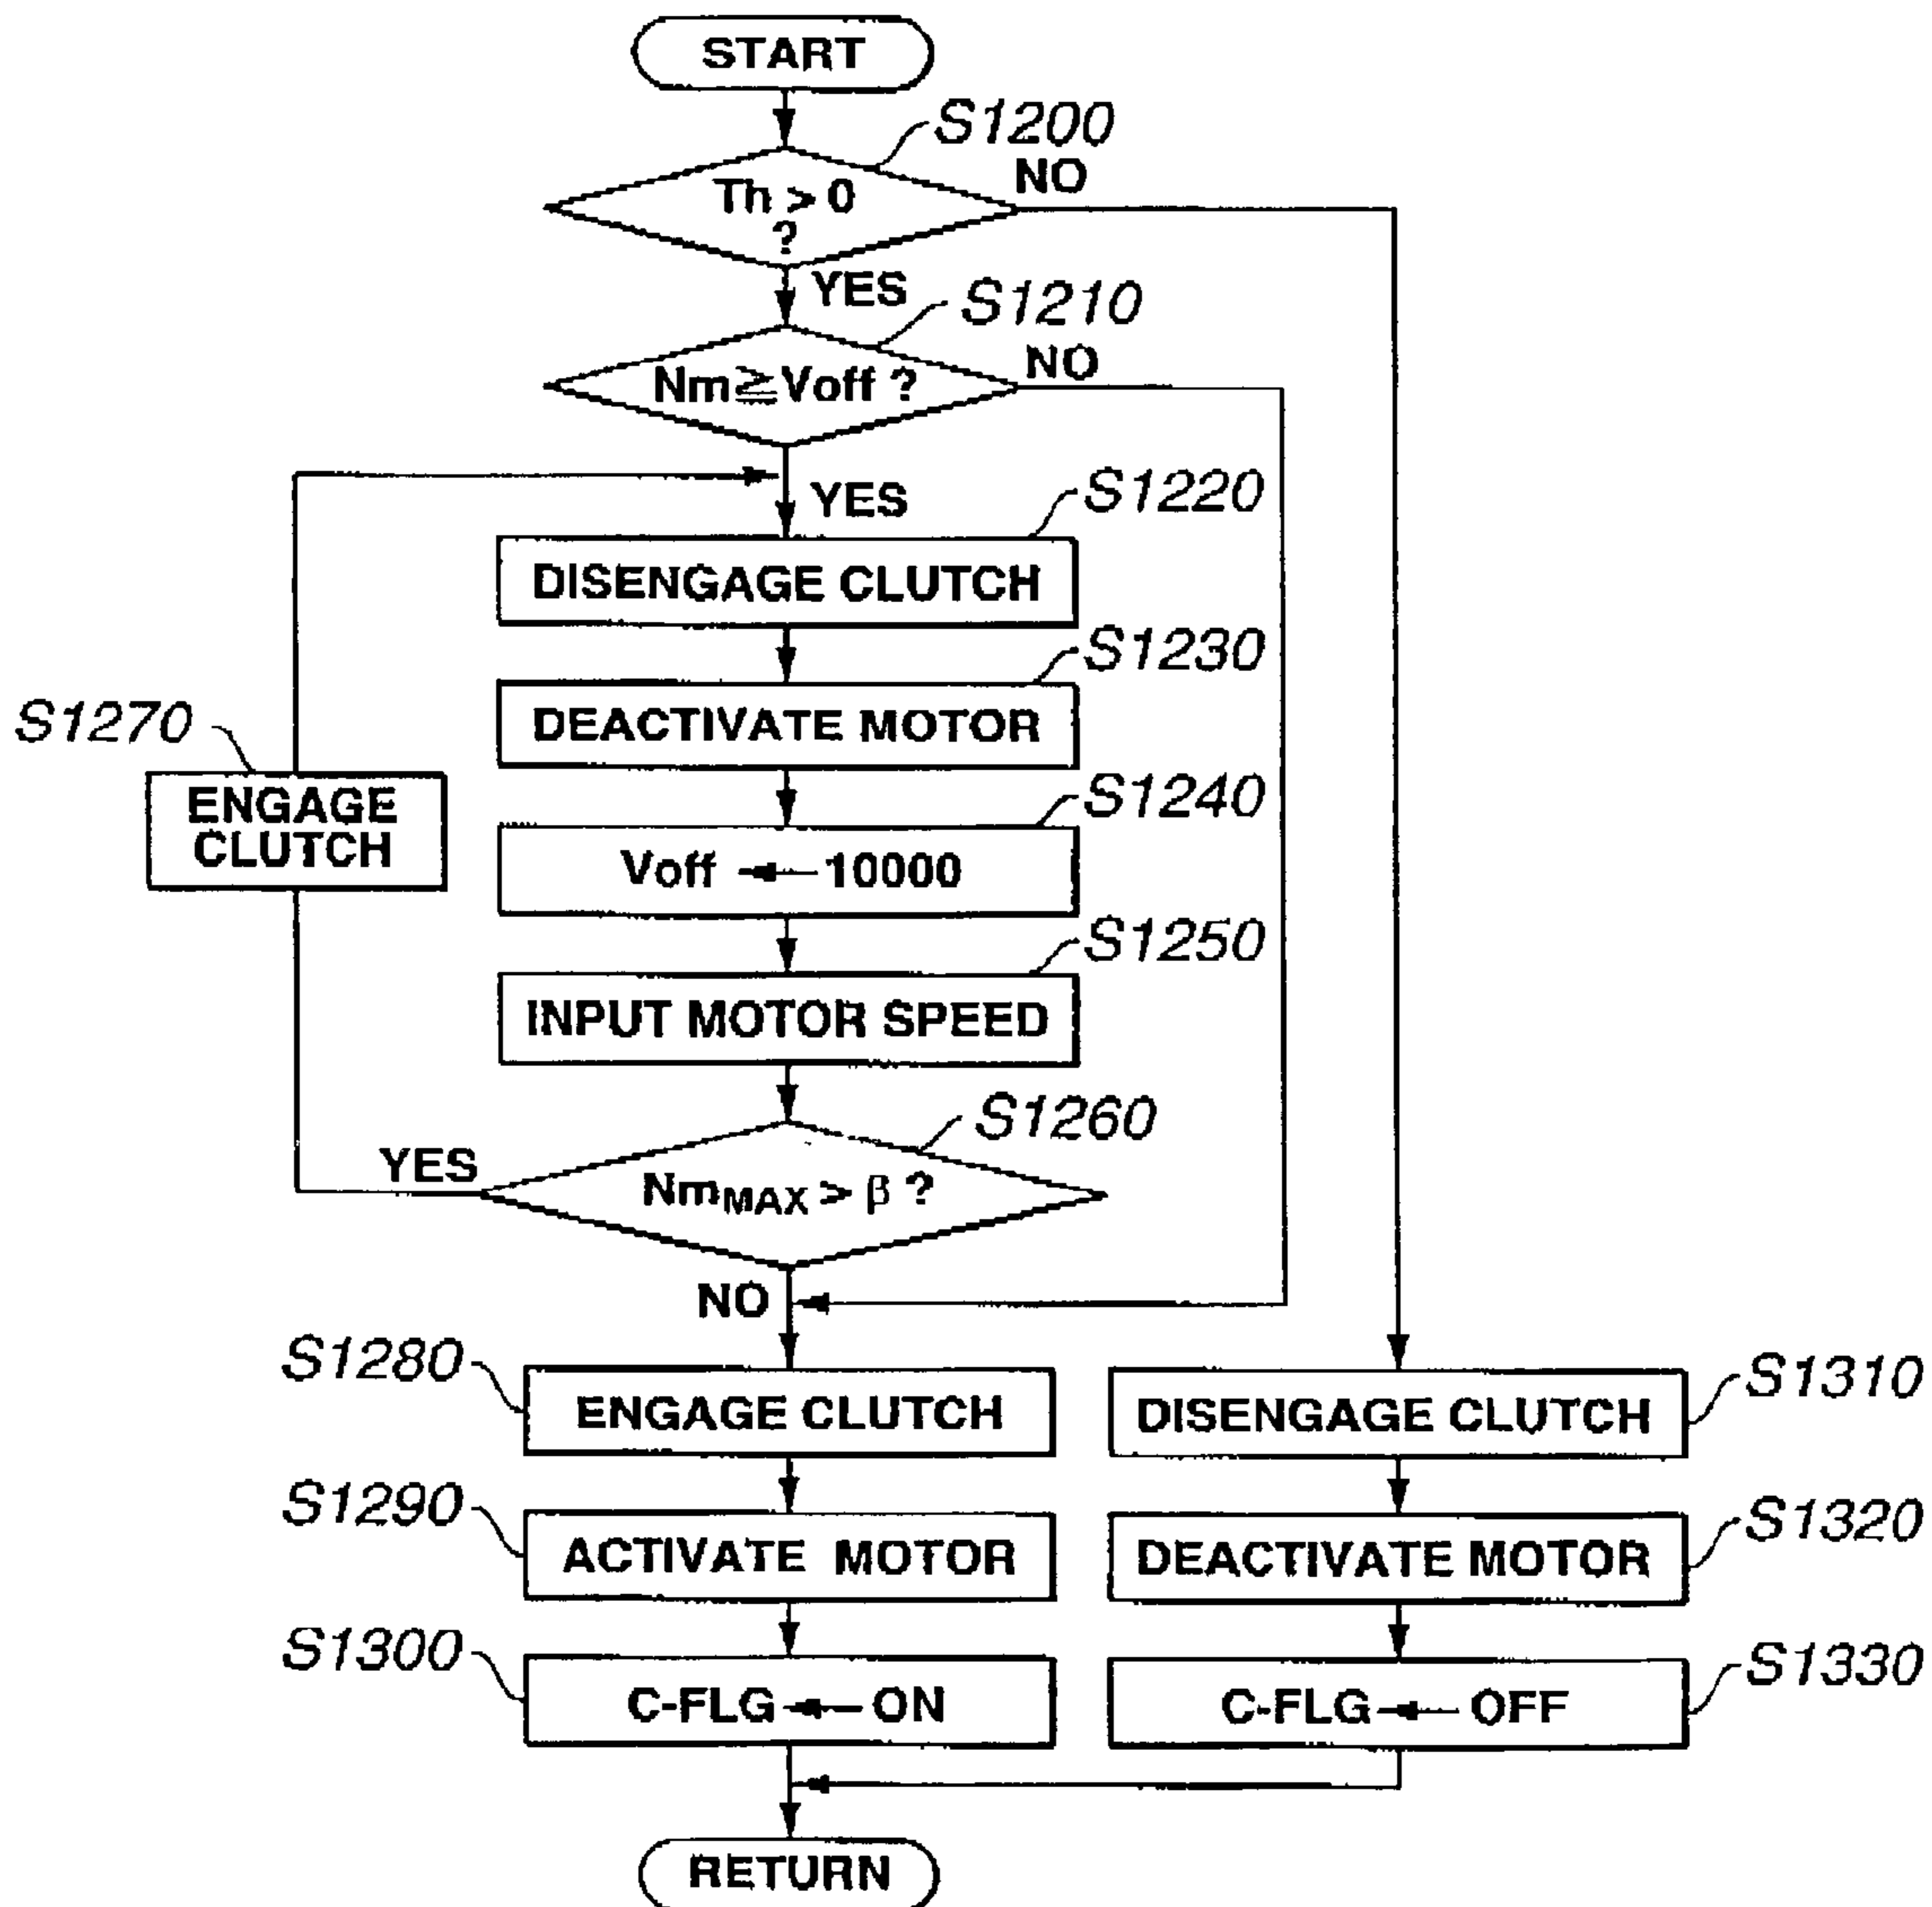 START
S1200
Th > 0
?
NO
YES
S1210
Nm ≧ Voff ?
NO
YES
S1220
DISENGAGE CLUTCH
S1230
DEACTIVATE MOTOR
S1270
ENGAGE
CLUTCH
S1240
Voff ← 10000
S1250
INPUT MOTOR SPEED
S1260
NmMAX > β ?
YES
NO
S1280
ENGAGE CLUTCH
S1310
DISENGAGE CLUTCH
S1290
ACTIVATE MOTOR
S1320
DEACTIVATE MOTOR
S1300
C-FLG ← ON
S1330
C-FLG ← OFF
RETURN